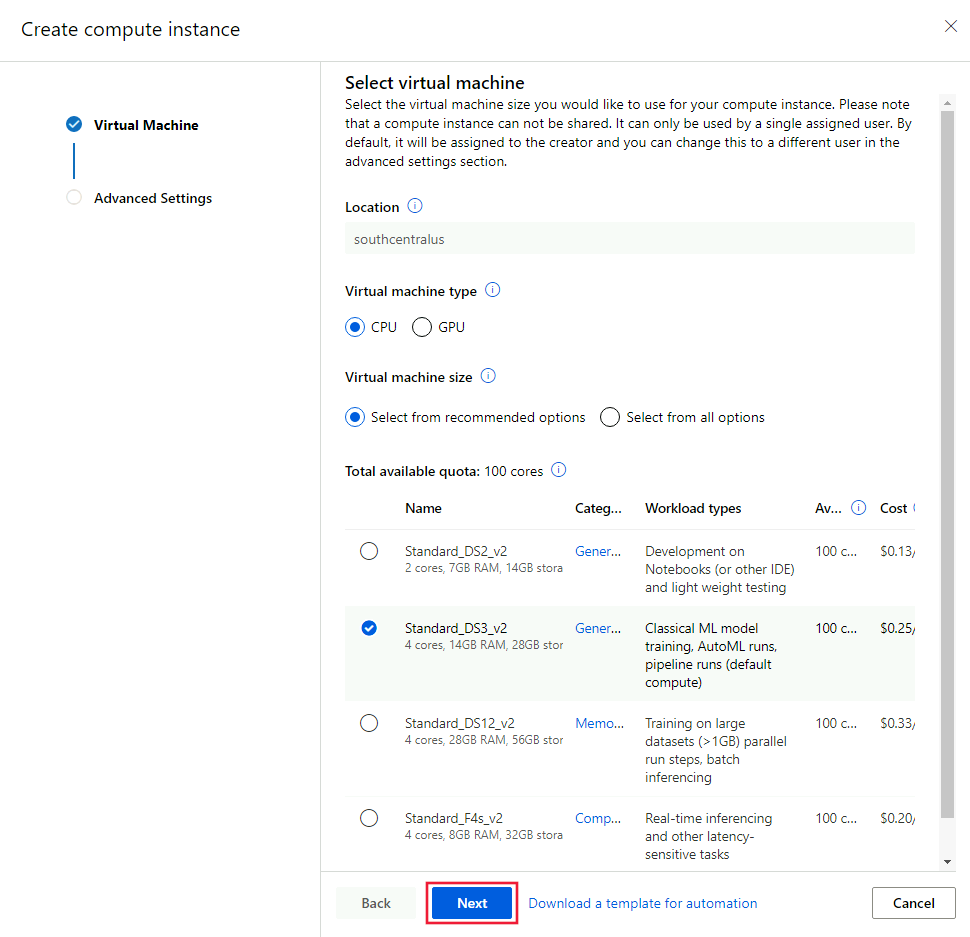 Create compute instance
Virtual Machine
Advanced Settings
Select virtual machine
Select the virtual machine size you would like to use for your compute instance. Please note
that a compute instance can not be shared. It can only be used by a single assigned user. By
default, it will be assigned to the creator and you can change this to a different user in the
advanced settings section.
Location
southcentralus
Virtual machine type
CPU GPU
Virtual machine size
Select from recommended options Select from all options
Total available quota: 100 cores
Name Categ... Workload types Av... Cost
Standard_DS2_v2 Gener... Development on 100 c... $0.13/
2 cores, 7GB RAM, 14GB stora Notebooks (or other IDE)
and light weight testing
Standard_DS3_v2 Gener... Classical ML model 100 c... $0.25/
4 cores, 14GB RAM, 28GB stor training, AutoML runs,
pipeline runs (default
compute)
Standard_DS12_v2 Memo... Training on large 100 c... $0.33/
4 cores, 28GB RAM, 56GB stor datasets (>1GB) parallel
run steps, batch
inferencing
Standard_F4s_v2 Comp... Real-time inferencing 100 c... $0.20/
4 cores, 8GB RAM, 32GB stora and other latency-
sensitive tasks
Back Next Download a template for automation Cancel